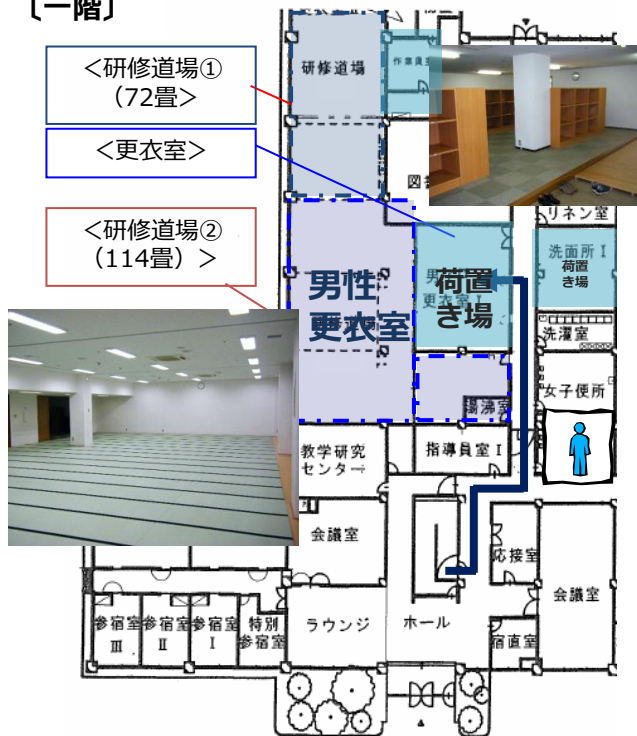 〔一階〕
<研修道場①
（72畳>
<更衣室>
<研修道場②
（114畳）>
研修道場
リネン室
洗面所Ⅰ
荷置
き場
男性
更衣室
荷置
き場
更衣室Ⅰ
洗濯室
女子便所
湯沸室
教学研究
センター
指導員室Ⅰ
会議室
応接室
会議室
参宿室
Ⅲ
参宿室
Ⅱ
参宿室
Ⅰ
特別
参宿室
ラウンジ
ホール
宿直室